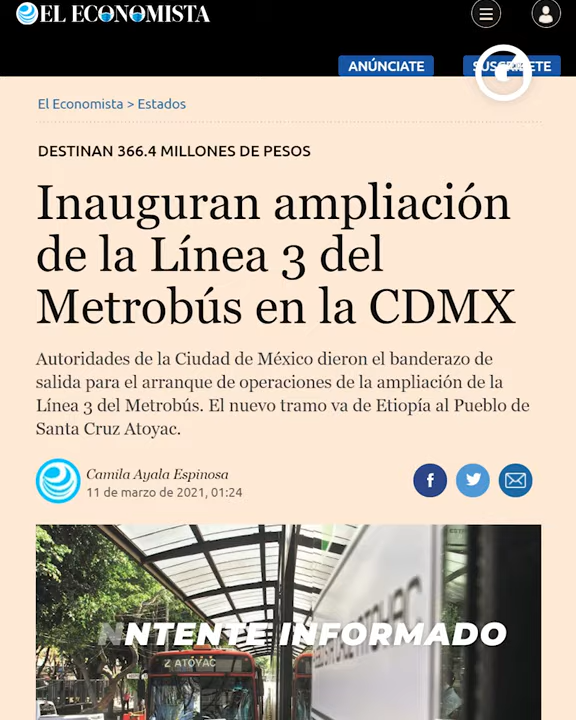 EL ECONOMISTA
ANÚNCIATE
El Economista > Estados
DESTINAN 366.4 MILLONES DE PESOS
Inauguran ampliación
de la Línea 3 del
Metrobús en la CDMX
Autoridades de la Ciudad de México dieron el banderazo de
salida para el arranque de operaciones de la ampliación de la
Línea 3 del Metrobús. El nuevo tramo va de Etiopía al Pueblo de
Santa Cruz Atoyac.
Camila Ayala Espinosa
11 de marzo de 2021, 01:24
NTENTE INFORMADO
Z ATOYAC